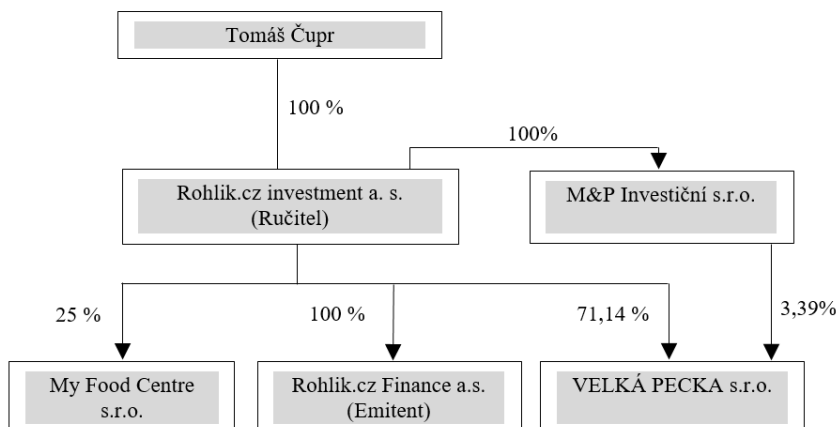 Tomáš Čupr
100 %
100%
Rohlik.cz investment a. s.
(Ručitel)
M&P Investiční s.r.o.
25 %
100 %
71,14 %
3,39%
My Food Centre
s.r.o.
Rohlik.cz Finance a.s.
(Emitent)
VELKÁ PECKA s.r.o.